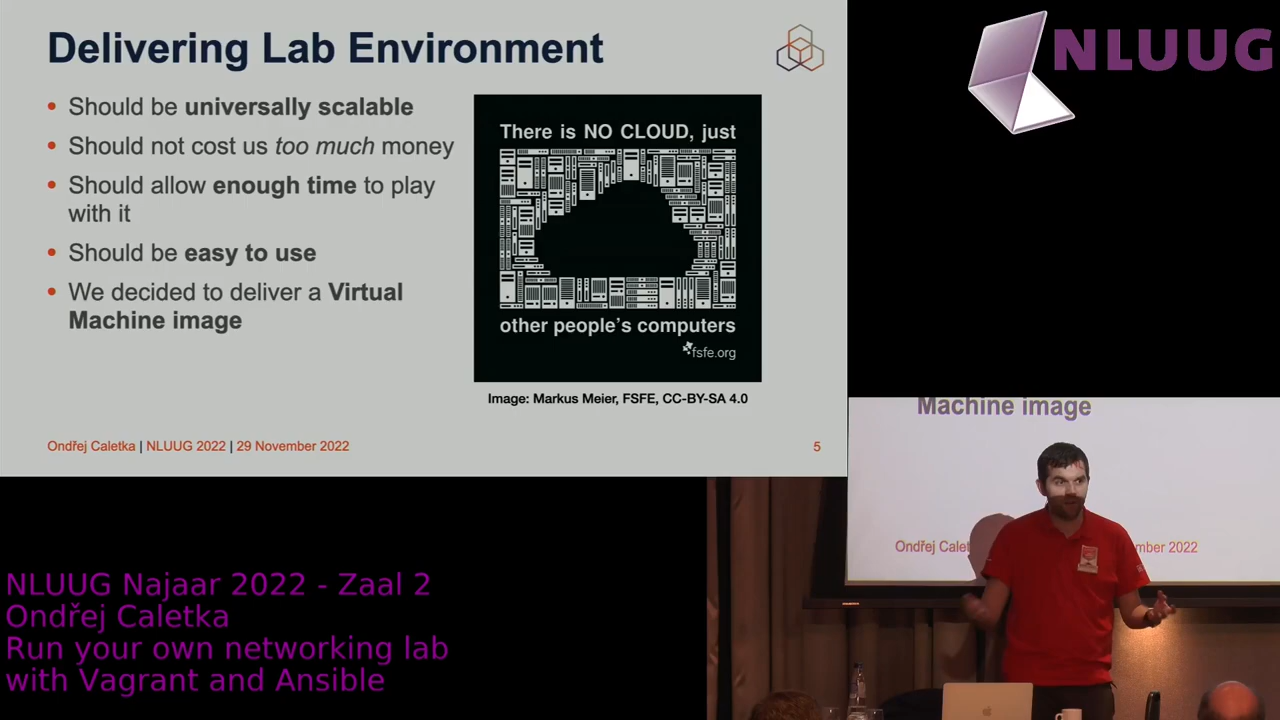 Delivering Lab Environment
• Should be universally scalable
• Should not cost us too much money
• Should allow enough time to play
with it
• Should be easy to use
• We decided to deliver a Virtual
Machine image
There is NO CLOUD, just
other people's computers
fsfe.org
Image: Markus Meier, FSFE, CC-BY-SA 4.0
Ondřej Caletka | NLUUG 2022 | 29 November 2022
5
NLUUG
Machine image
Ondřej Calet
mber 2022
NLUUG Najaar 2022 - Zaal 2
Ondřej Caletka
Run your own networking lab
with Vagrant and Ansible